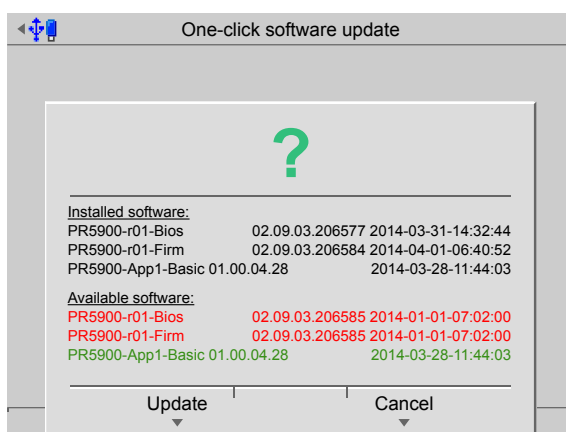 One-click software update
?
Installed software:
PR5900-r01-Bios 02.09.03.206577 2014-03-31-14:32:44
PR5900-r01-Firm 02.09.03.206584 2014-04-01-06:40:52
PR5900-App1-Basic 01.00.04.28 2014-03-28-11:44:03
Available software:
PR5900-r01-Bios 02.09.03.206585 2014-01-01-07:02:00
PR5900-r01-Firm 02.09.03.206585 2014-01-01-07:02:00
PR5900-App1-Basic 01.00.04.28 2014-03-28-11:44:03
Update Cancel